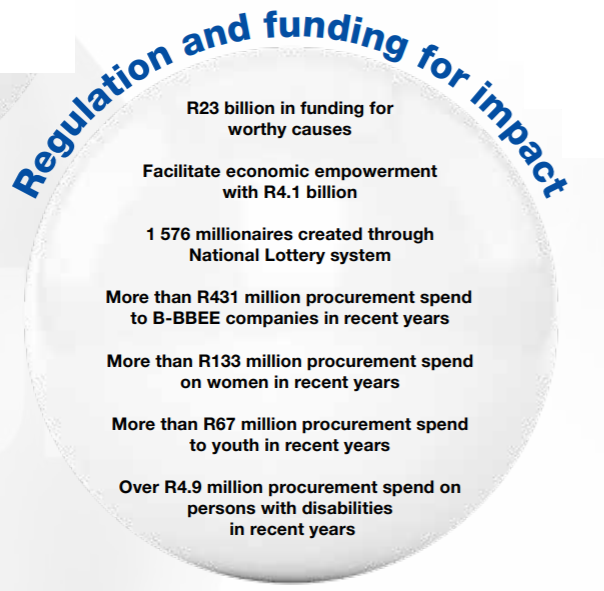 Regulation and funding for impact
R23 billion in funding for
worthy causes
Facilitate economic empowerment
with R4.1 billion
1 576 millionaires created through
National Lottery system
More than R431 million procurement spend
to B-BBEE companies in recent years
More than R133 million procurement spend
on women in recent years
More than R67 million procurement spend
to youth in recent years
Over R4.9 million procurement spend on
persons with disabilities
in recent years